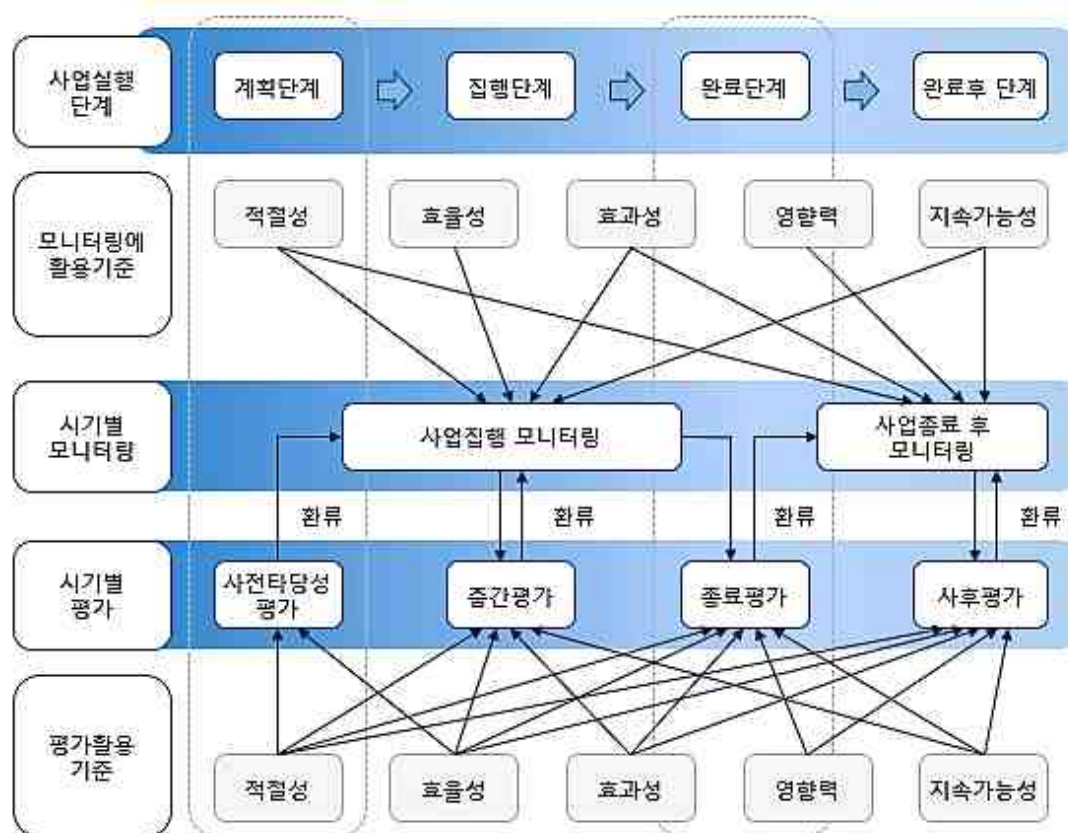 사업실행
단계
계획단계
집행단계
완료단계
완료후 단계
모니터링에
활용기준
적절성
효율성
효과성
영향력
지속가능성
시기별
모니터링
사업집행 모니터링
사업종료 후
모니터링
환류
환류
환류
환류
시기별
평가
사전타당성
평가
중간평가
종료평가
사후평가
평가활용
기준
적절성
효율성
효과성
영향력
지속가능성